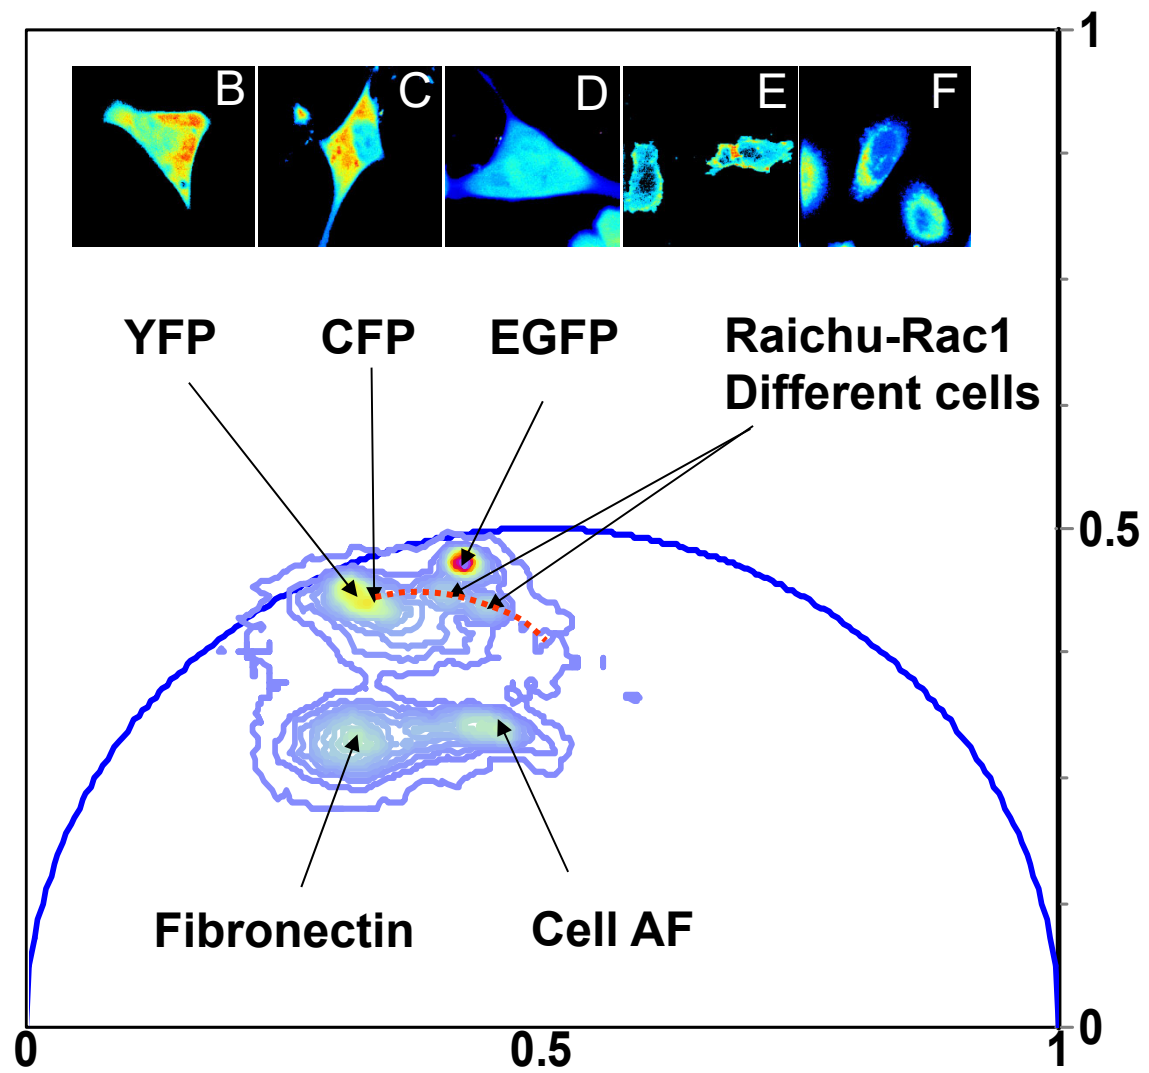 1
B C D E F
YFP CFP EGFP Raichu-Rac1
Different cells
0.5
Fibronectin Cell AF
0
0 0.5 1